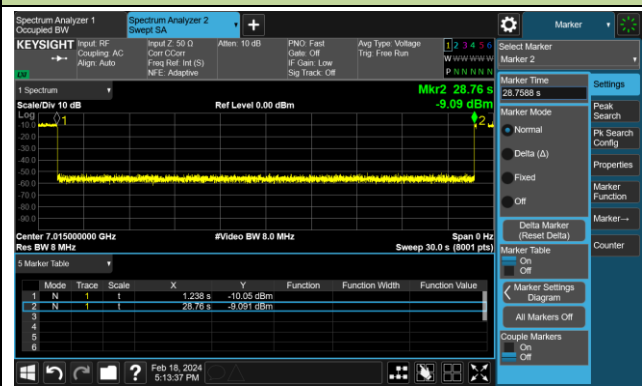 Spectrum Analyzer 1
Occupied BW
Spectrum Analyzer 2
Swept SA
+
Marker
KEYSIGHT
Input: RF
Coupling: AC
Align: Auto
Input Z: 50 Ω
Corr CCorr
Freq Ref: Int (S)
NFE: Adaptive
Atten: 10 dB
PNO: Fast
Gate: Off
IF Gain: Low
Sig Track: Off
Avg Type: Voltage
Trig: Free Run
1 2 3 4 5 6
W W W W W W
P N N N N N
LXI
Select Marker
Marker 2
1 Spectrum
Scale/Div 10 dB
Ref Level 0.00 dBm
Mkr2 28.76 s
-9.09 dBm
Log
-10.0
-20.0
-30.0
-40.0
-50.0
-60.0
-70.0
-80.0
-90.0
1
2
Center 7.015000000 GHz
Res BW 8 MHz
#Video BW 8.0 MHz
Span 0 Hz
Sweep 30.0 s (8001 pts)
5 Marker Table
Mode Trace Scale X Y Function Function Width Function Value
1 N 1 t 1.238 s -10.05 dBm
2 N 1 t 28.76 s -9.091 dBm
3
4
5
6
Marker Time
28.7588 s
Marker Mode
Normal
Delta (Δ)
Fixed
Off
Delta Marker
(Reset Delta)
Marker Table
On
Off
Marker Settings
Diagram
All Markers Off
Couple Markers
On
Off
Settings
Peak
Search
Pk Search
Config
Properties
Marker
Function
Marker→
Counter
?
Feb 18, 2024
5:13:37 PM